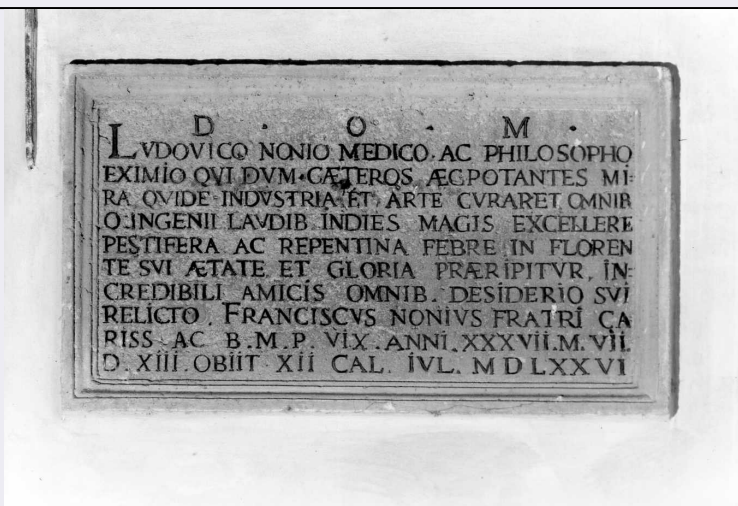 D · O · M ·
LVDOVICO NONIO MEDICO AC PHILOSOPHO
EXIMIO QVI DVM CÆTEROS ÆGPOTANTES MI:
RA QVIDE INDVSTRIA ET ARTE CVRARET OMNIB
Q INGENII LAVDIB INDIES MAGIS EXCELLERE
PESTIFERA AC REPENTINA FEBRE IN FLOREN
TE SVI ÆTATE ET GLORIA PRÆRIPITVR, IN:
CREDIBILI AMICIS OMNIB. DESIDERIO SVI
RELICTO. FRANCISCVS NONIVS FRATRI CA
RISS AC B.M.P. VIX.ANNI.XXXVII.M.VII.
D.XIII.OBIIT XII CAL. IVL. MDLXXVI